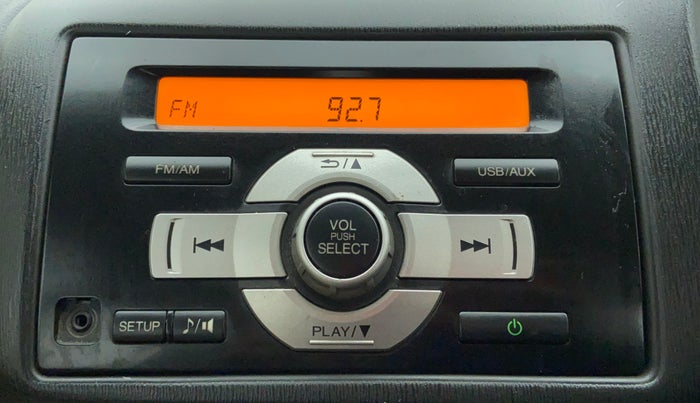 FM 92.7
FM/AM
⮌/▲
USB/AUX
VOL
PUSH
SELECT
SETUP
♪/🔈
PLAY/▼